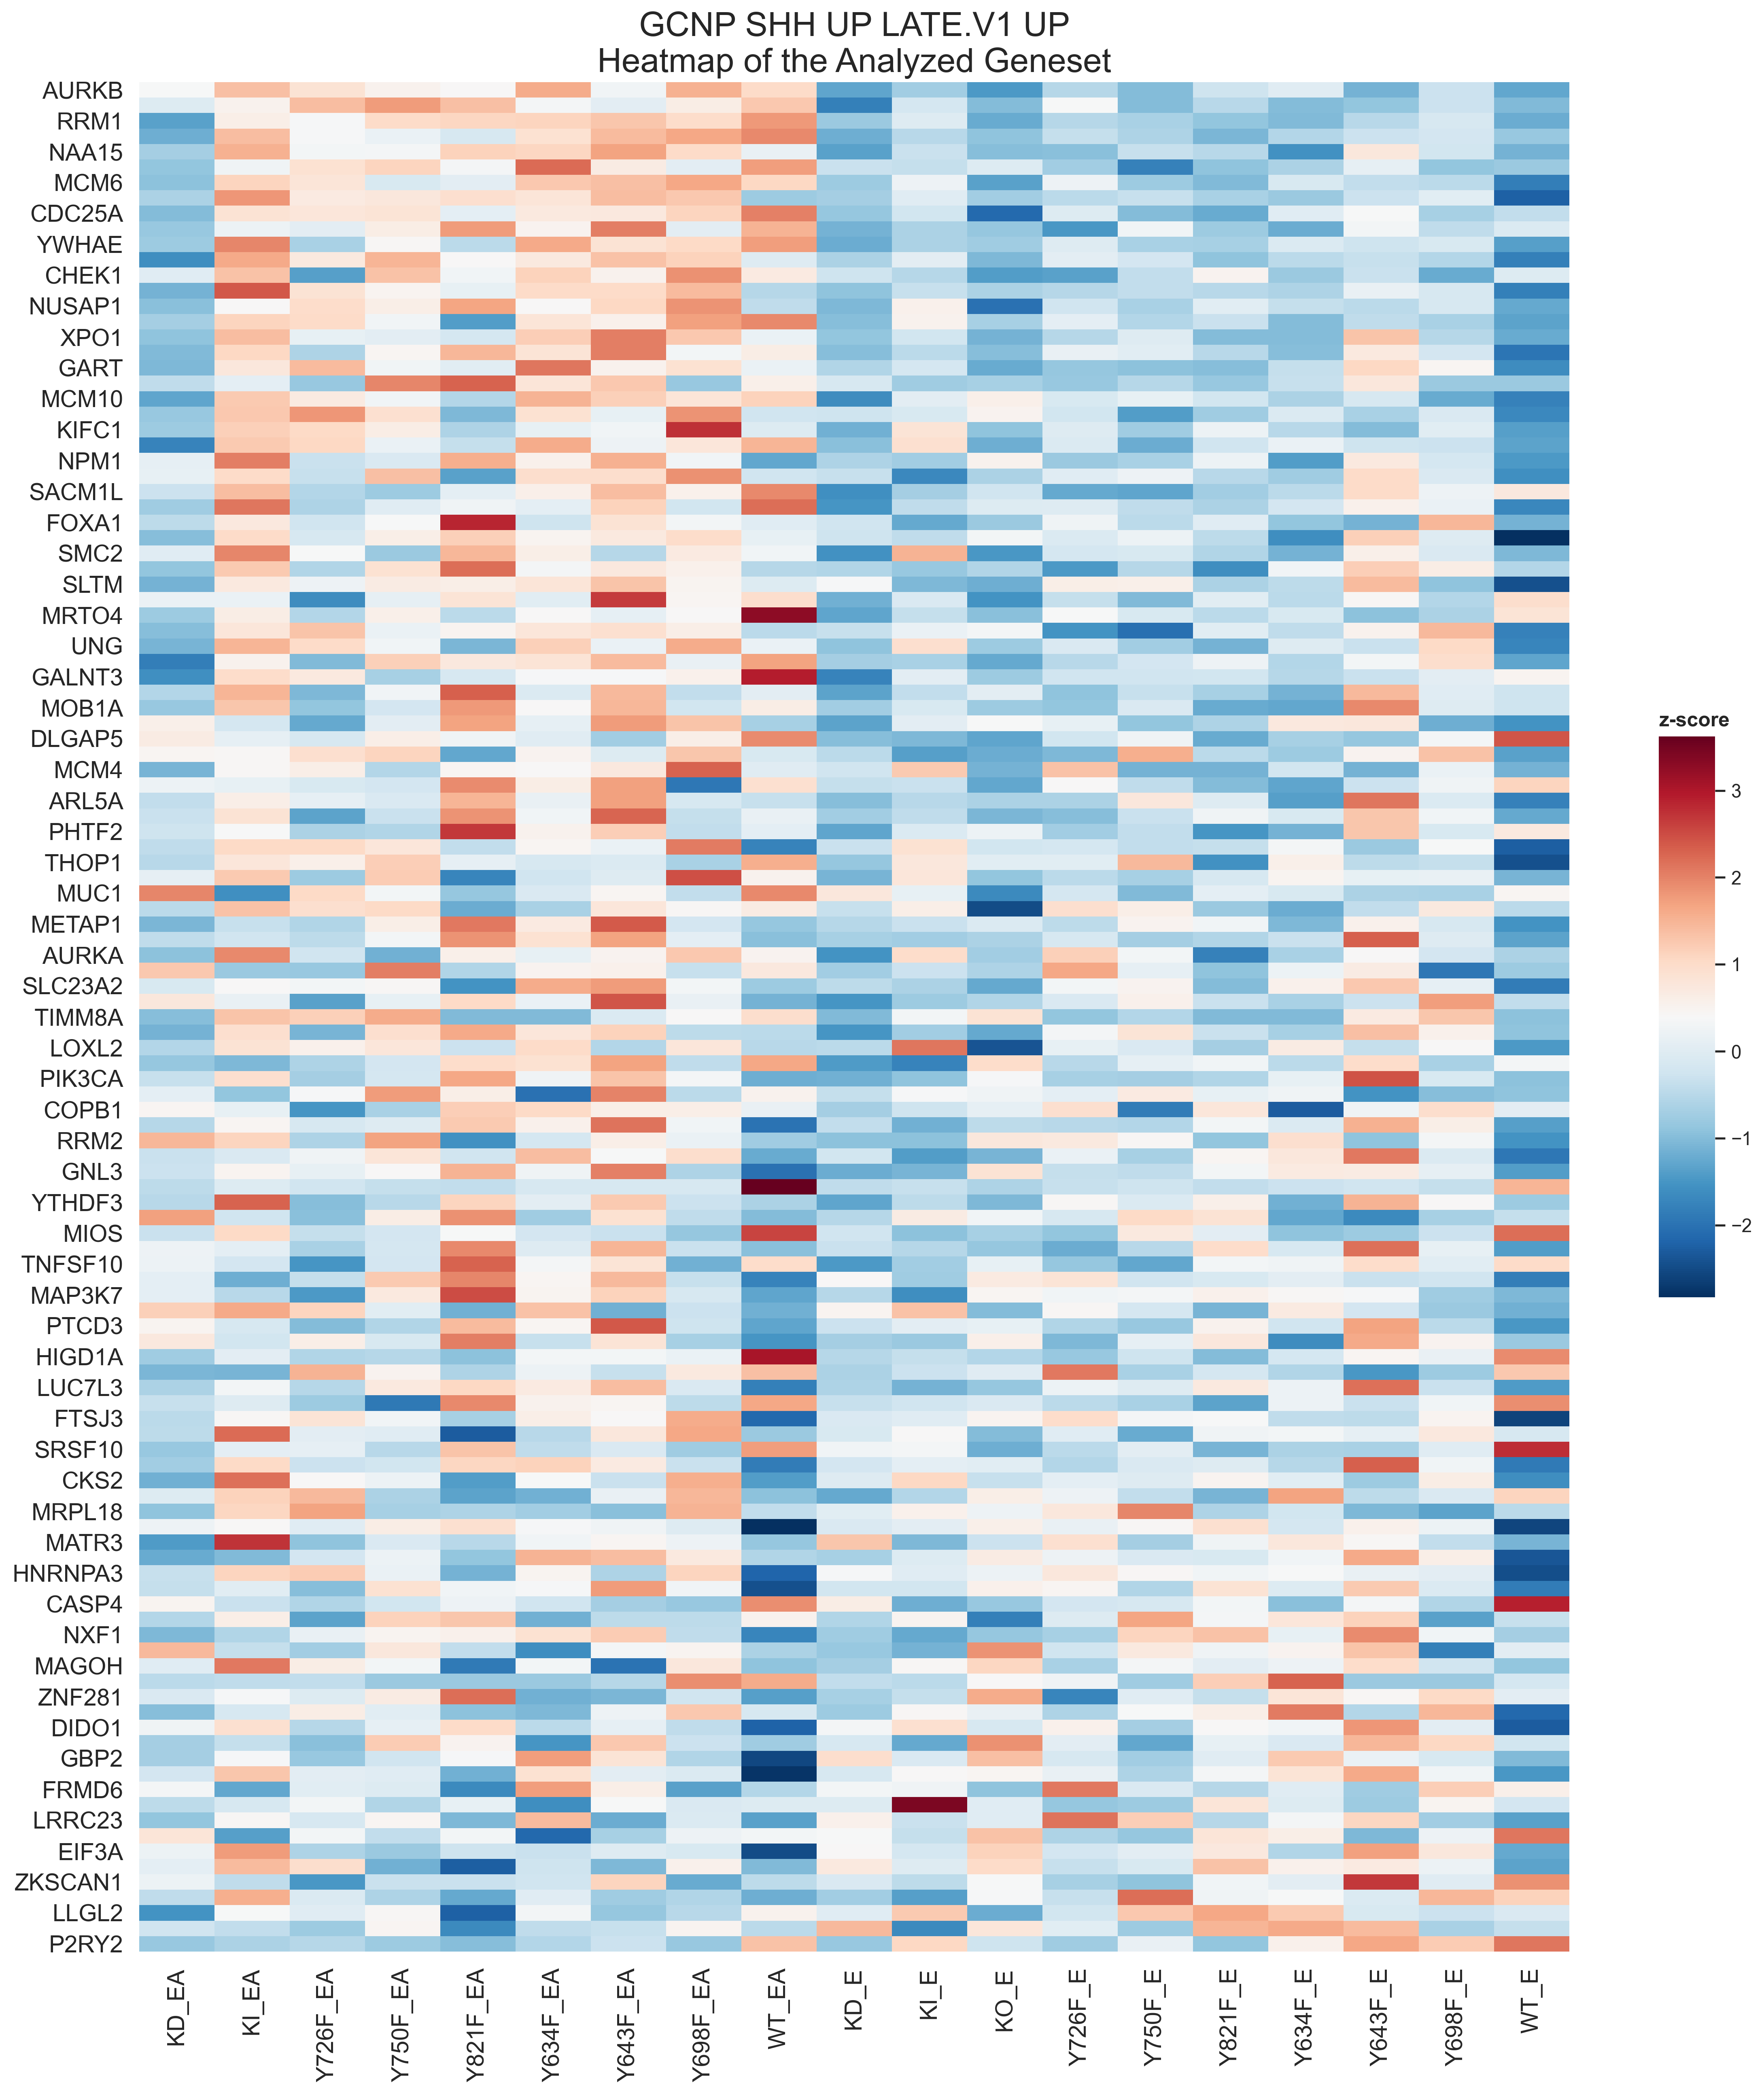 GCNP SHH UP LATE.V1 UP
Heatmap of the Analyzed Geneset
AURKB
RRM1
NAA15
MCM6
CDC25A
YWHAE
CHEK1
NUSAP1
XPO1
GART
MCM10
KIFC1
NPM1
SACM1L
FOXA1
SMC2
SLTM
MRTO4
UNG
GALNT3
MOB1A
DLGAP5
MCM4
ARL5A
PHTF2
THOP1
MUC1
METAP1
AURKA
SLC23A2
TIMM8A
LOXL2
PIK3CA
COPB1
RRM2
GNL3
YTHDF3
MIOS
TNFSF10
MAP3K7
PTCD3
HIGD1A
LUC7L3
FTSJ3
SRSF10
CKS2
MRPL18
MATR3
HNRNPA3
CASP4
NXF1
MAGOH
ZNF281
DIDO1
GBP2
FRMD6
LRRC23
EIF3A
ZKSCAN1
LLGL2
P2RY2
KD_EA
KI_EA
Y726F_EA
Y750F_EA
Y821F_EA
Y634F_EA
Y643F_EA
Y698F_EA
WT_EA
KD_E
KI_E
KO_E
Y726F_E
Y750F_E
Y821F_E
Y634F_E
Y643F_E
Y698F_E
WT_E
z-score
3
2
1
0
−1
−2